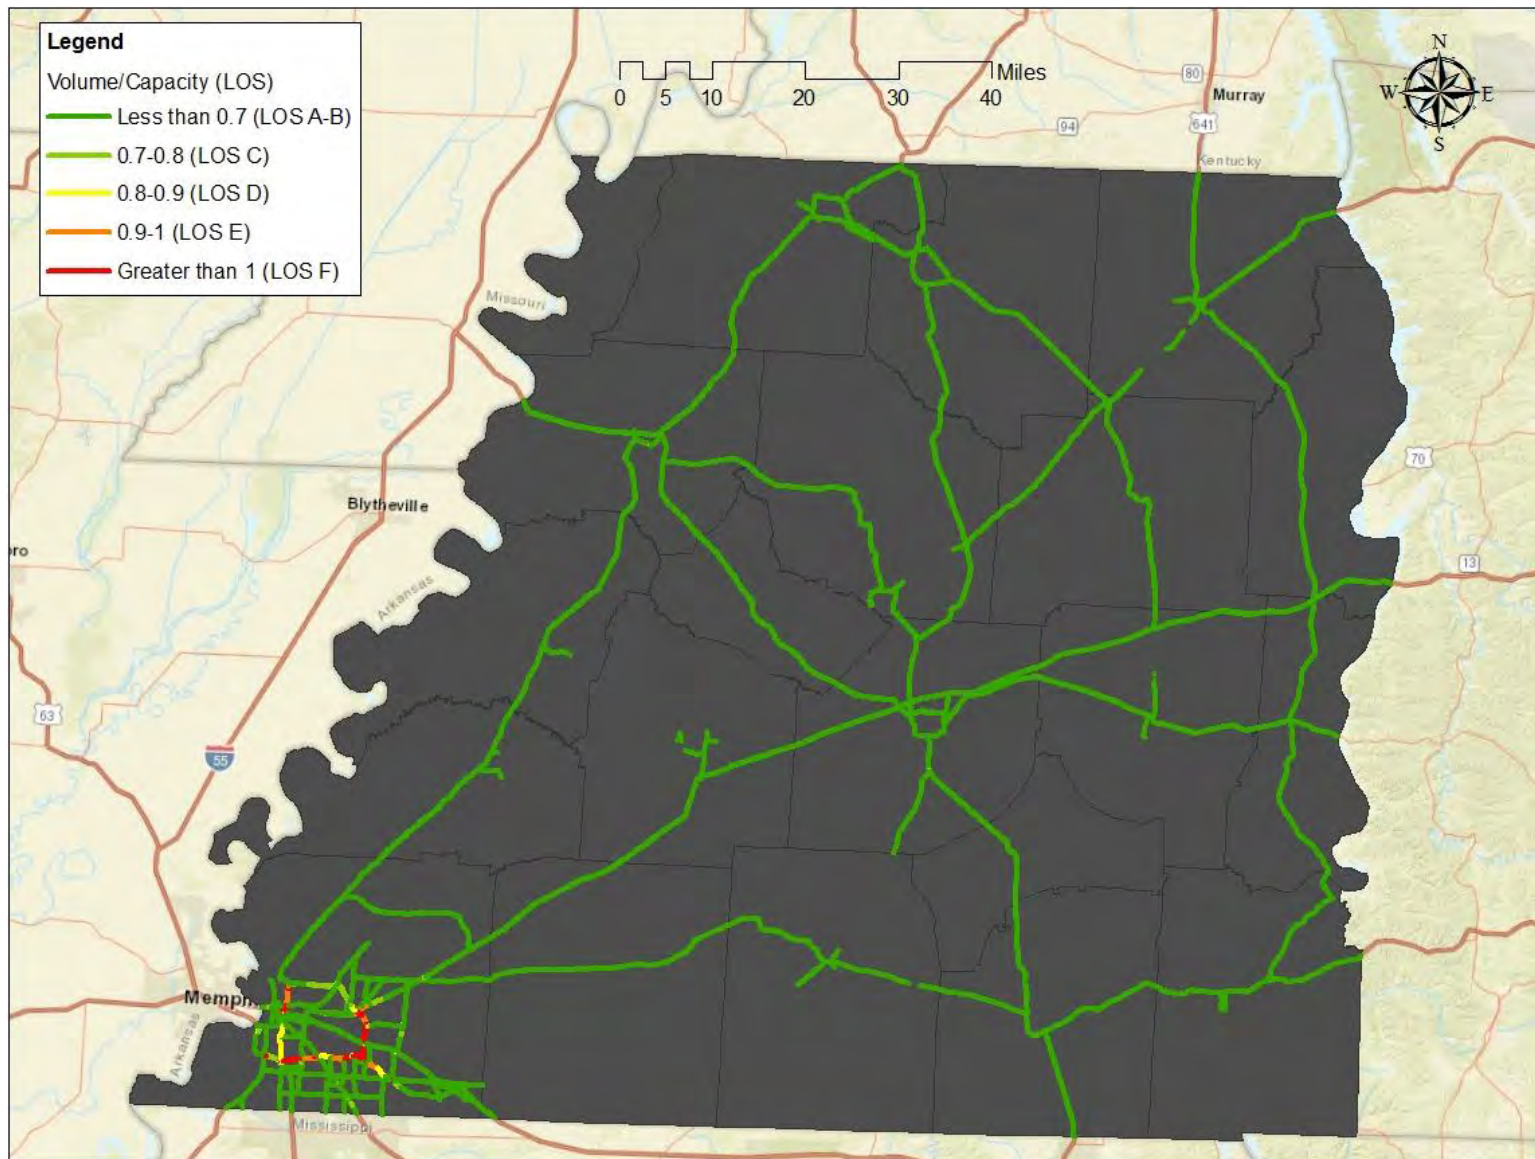 Legend
Volume/Capacity (LOS)
Less than 0.7 (LOS A-B)
0.7-0.8 (LOS C)
0.8-0.9 (LOS D)
0.9-1 (LOS E)
Greater than 1 (LOS F)
Miles
0 5 10 20 30 40
N
W E
S
80
Murray
94
641
Kentucky
Missouri
70
Blytheville
ro
13
Arkansas
63
55
Memph
Arkansas
Mississippi